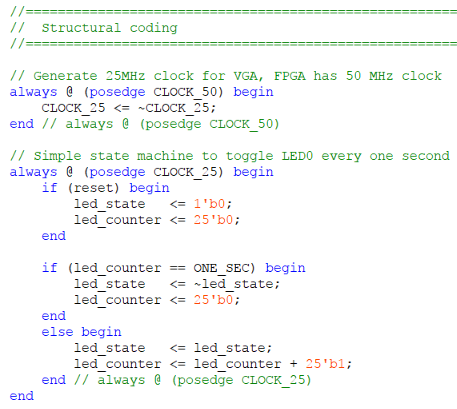 //=======================================================
//  Structural coding
//=======================================================
// Generate 25MHz clock for VGA, FPGA has 50 MHz clock
always @ (posedge CLOCK_50) begin
    CLOCK_25 <= ~CLOCK_25;
end // always @ (posedge CLOCK_50)
// Simple state machine to toggle LED0 every one second
always @ (posedge CLOCK_25) begin
    if (reset) begin
        led_state   <= 1'b0;
        led_counter <= 25'b0;
    end
    if (led_counter == ONE_SEC) begin
        led_state   <= ~led_state;
        led_counter <= 25'b0;
    end
    else begin
        led_state   <= led_state;
        led_counter <= led_counter + 25'b1;
    end // always @ (posedge CLOCK_25)
end